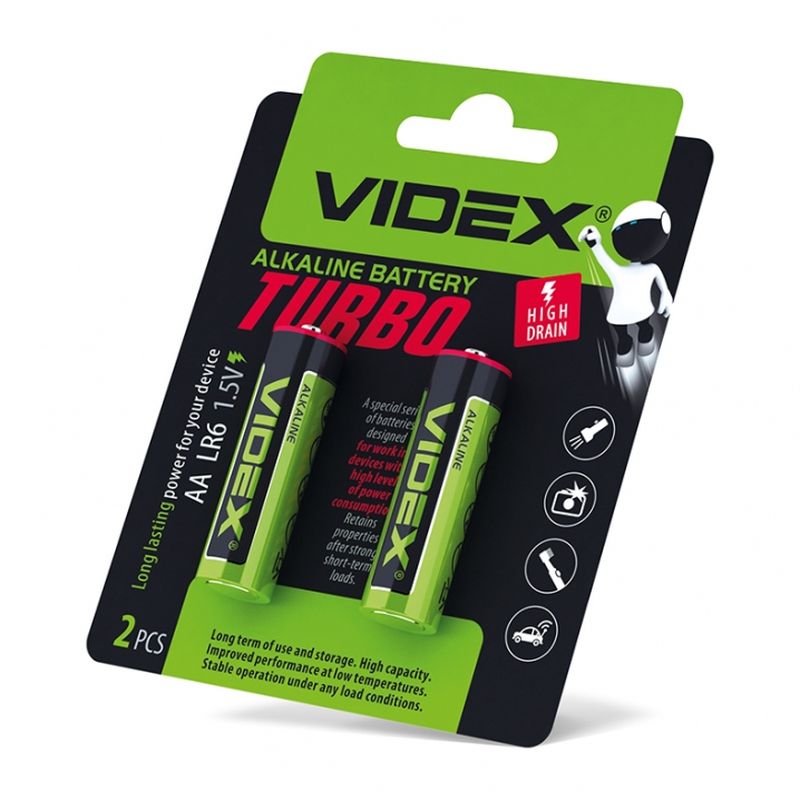 VIDEX®
ALKALINE BATTERY
TURBO
HIGH
DRAIN
Long lasting power for your device
AA LR6 1.5V
VIDEX®
ALKALINE
VIDEX®
ALKALINE
A special seri
of batteries
designed
for work in
devices with
high level
of power
consumption
Retains
properties
after strong
short-term
loads.
2 PCS
Long term of use and storage. High capacity.
Improved performance at low temperatures.
Stable operation under any load conditions.